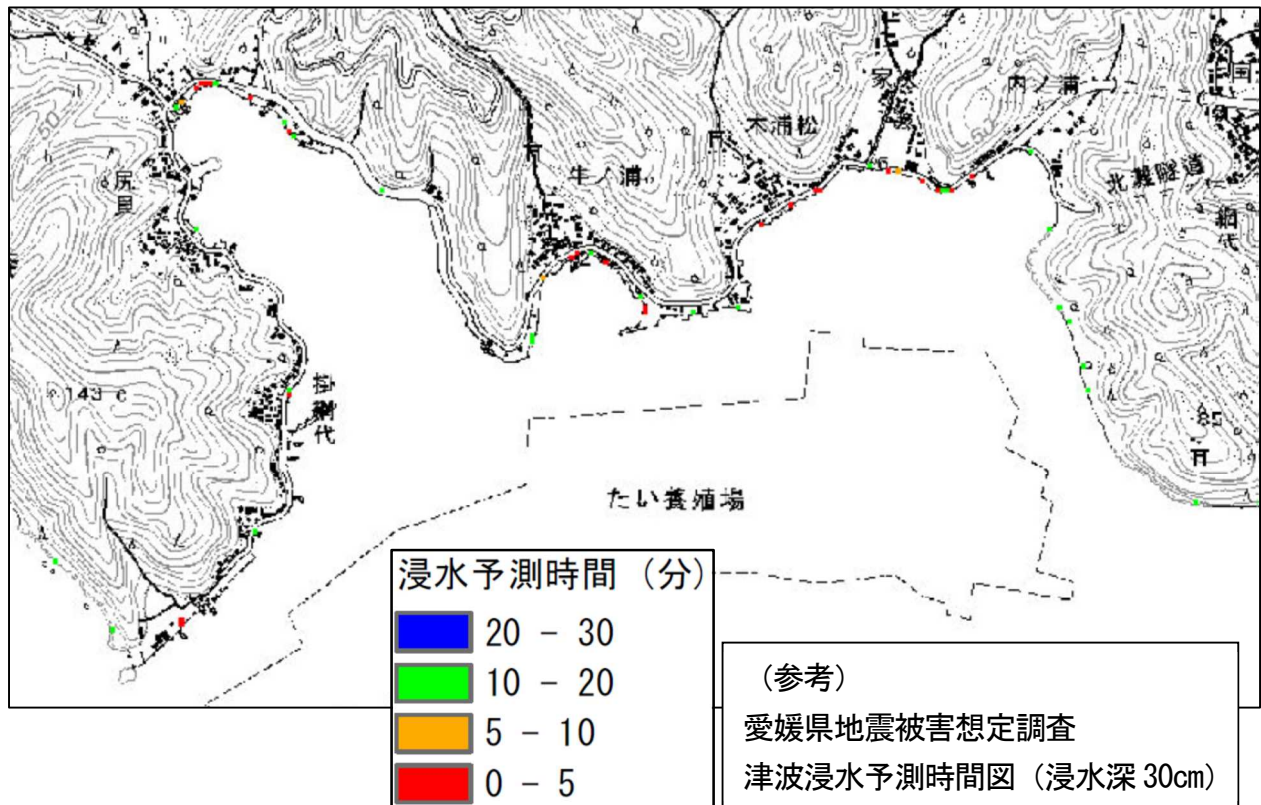 国
内ノ浦
家
木浦松
牛ノ浦
北灘隧道
網代
尻貝
50
143
掛網代
85
たい養殖場
浸水予測時間（分）
20 － 30
10 － 20
5 － 10
0 － 5
（参考）
愛媛県地震被害想定調査
津波浸水予測時間図（浸水深 30cm）